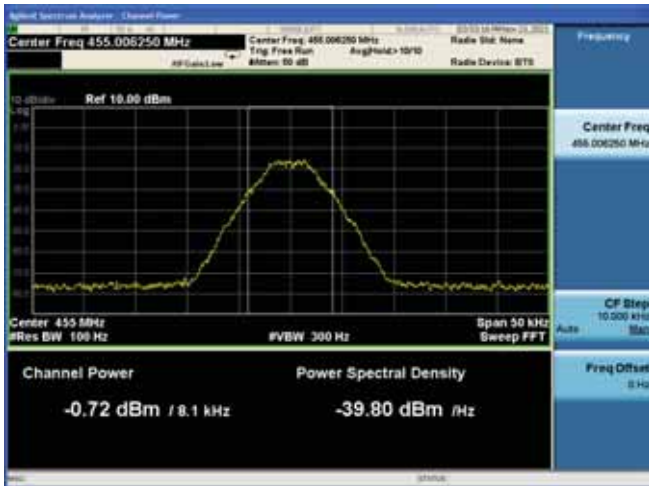 Agilent Spectrum Analyzer - Channel Power
Center Freq 455.006250 MHz
Center Freq: 455.006250 MHz
Radio Std: None
Trig: Free Run
Avg|Hold:>10/10
#IFGain:Low
#Atten: 50 dB
Radio Device: BTS
Frequency
10 dB/div
Ref 10.00 dBm
Log
Center Freq
455.006250 MHz
Center 455 MHz
Span 50 kHz
#Res BW 100 Hz
#VBW 300 Hz
Sweep FFT
CF Step
10.000 kHz
Auto
Man
Channel Power
Power Spectral Density
Freq Offset
0 Hz
-0.72 dBm / 8.1 kHz
-39.80 dBm /Hz
MSG
STATUS